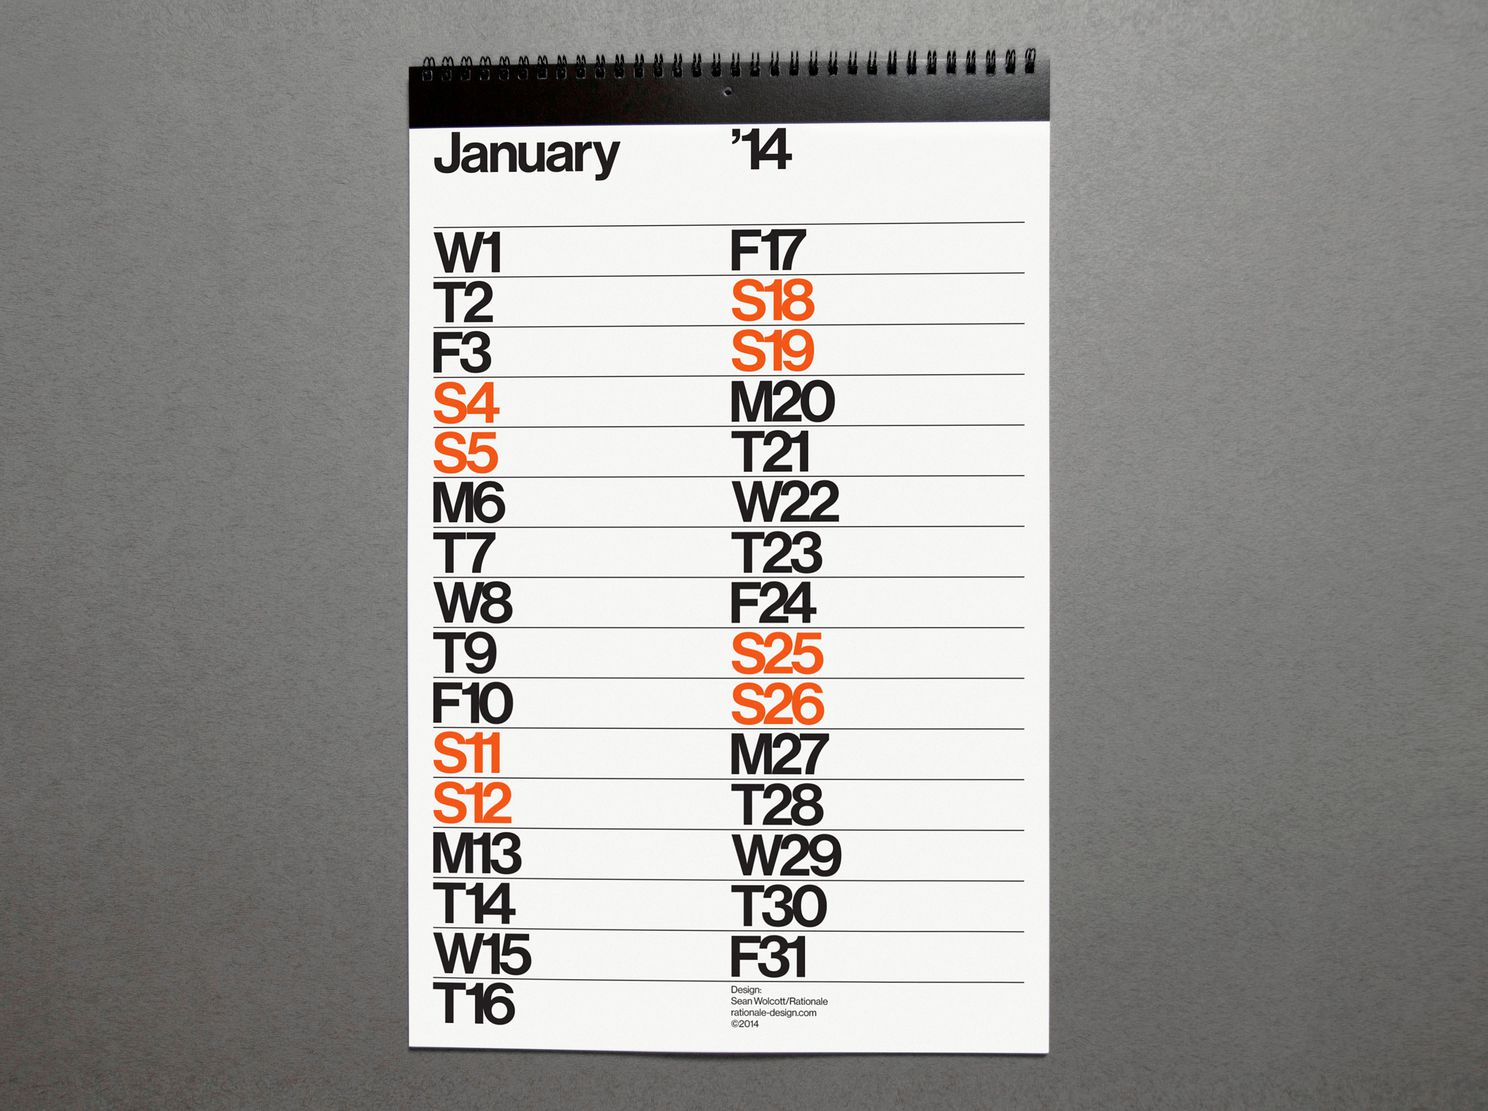 January ’14
W1
T2
F3
S4
S5
M6
T7
W8
T9
F10
S11
S12
M13
T14
W15
T16
F17
S18
S19
M20
T21
W22
T23
F24
S25
S26
M27
T28
W29
T30
F31
Design:
Sean Wolcott/Rationale
rationale-design.com
©2014